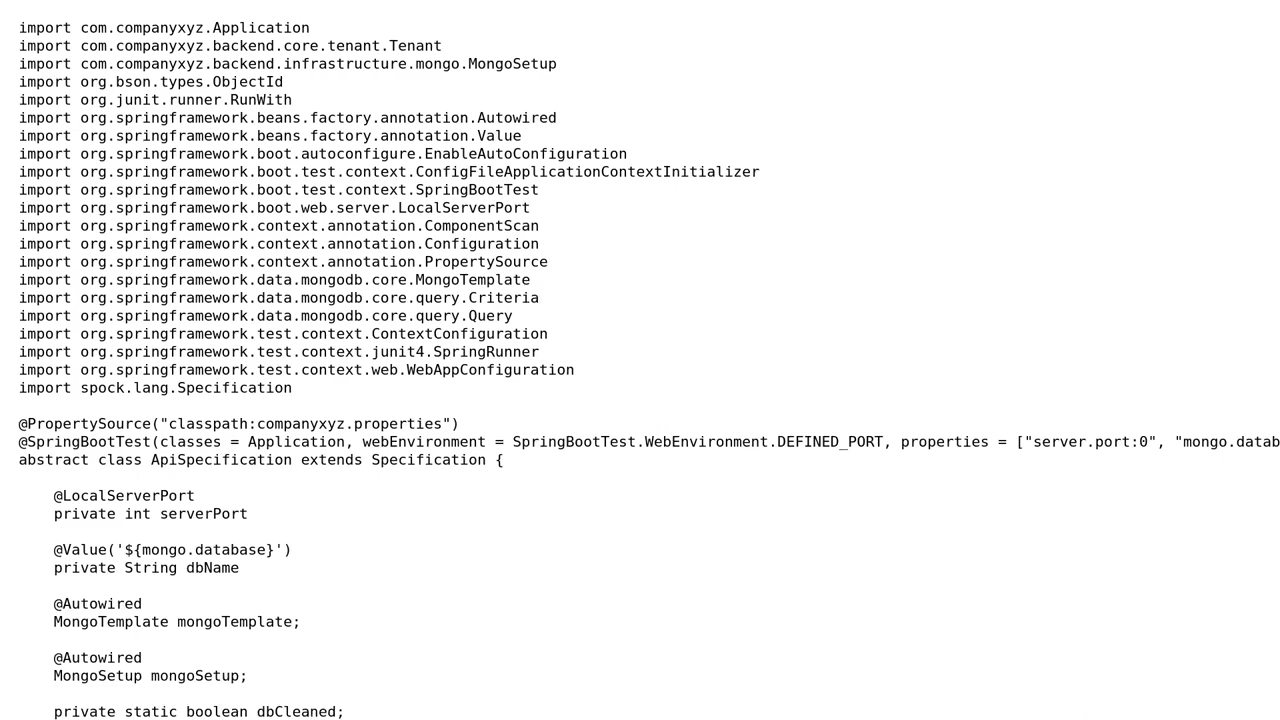 import com.companyxyz.Application
import com.companyxyz.backend.core.tenant.Tenant
import com.companyxyz.backend.infrastructure.mongo.MongoSetup
import org.bson.types.ObjectId
import org.junit.runner.RunWith
import org.springframework.beans.factory.annotation.Autowired
import org.springframework.beans.factory.annotation.Value
import org.springframework.boot.autoconfigure.EnableAutoConfiguration
import org.springframework.boot.test.context.ConfigFileApplicationContextInitializer
import org.springframework.boot.test.context.SpringBootTest
import org.springframework.boot.web.server.LocalServerPort
import org.springframework.context.annotation.ComponentScan
import org.springframework.context.annotation.Configuration
import org.springframework.context.annotation.PropertySource
import org.springframework.data.mongodb.core.MongoTemplate
import org.springframework.data.mongodb.core.query.Criteria
import org.springframework.data.mongodb.core.query.Query
import org.springframework.test.context.ContextConfiguration
import org.springframework.test.context.junit4.SpringRunner
import org.springframework.test.context.web.WebAppConfiguration
import spock.lang.Specification

@PropertySource("classpath:companyxyz.properties")
@SpringBootTest(classes = Application, webEnvironment = SpringBootTest.WebEnvironment.DEFINED_PORT, properties = ["server.port:0", "mongo.datab
abstract class ApiSpecification extends Specification {

    @LocalServerPort
    private int serverPort

    @Value('${mongo.database}')
    private String dbName

    @Autowired
    MongoTemplate mongoTemplate;

    @Autowired
    MongoSetup mongoSetup;

    private static boolean dbCleaned;